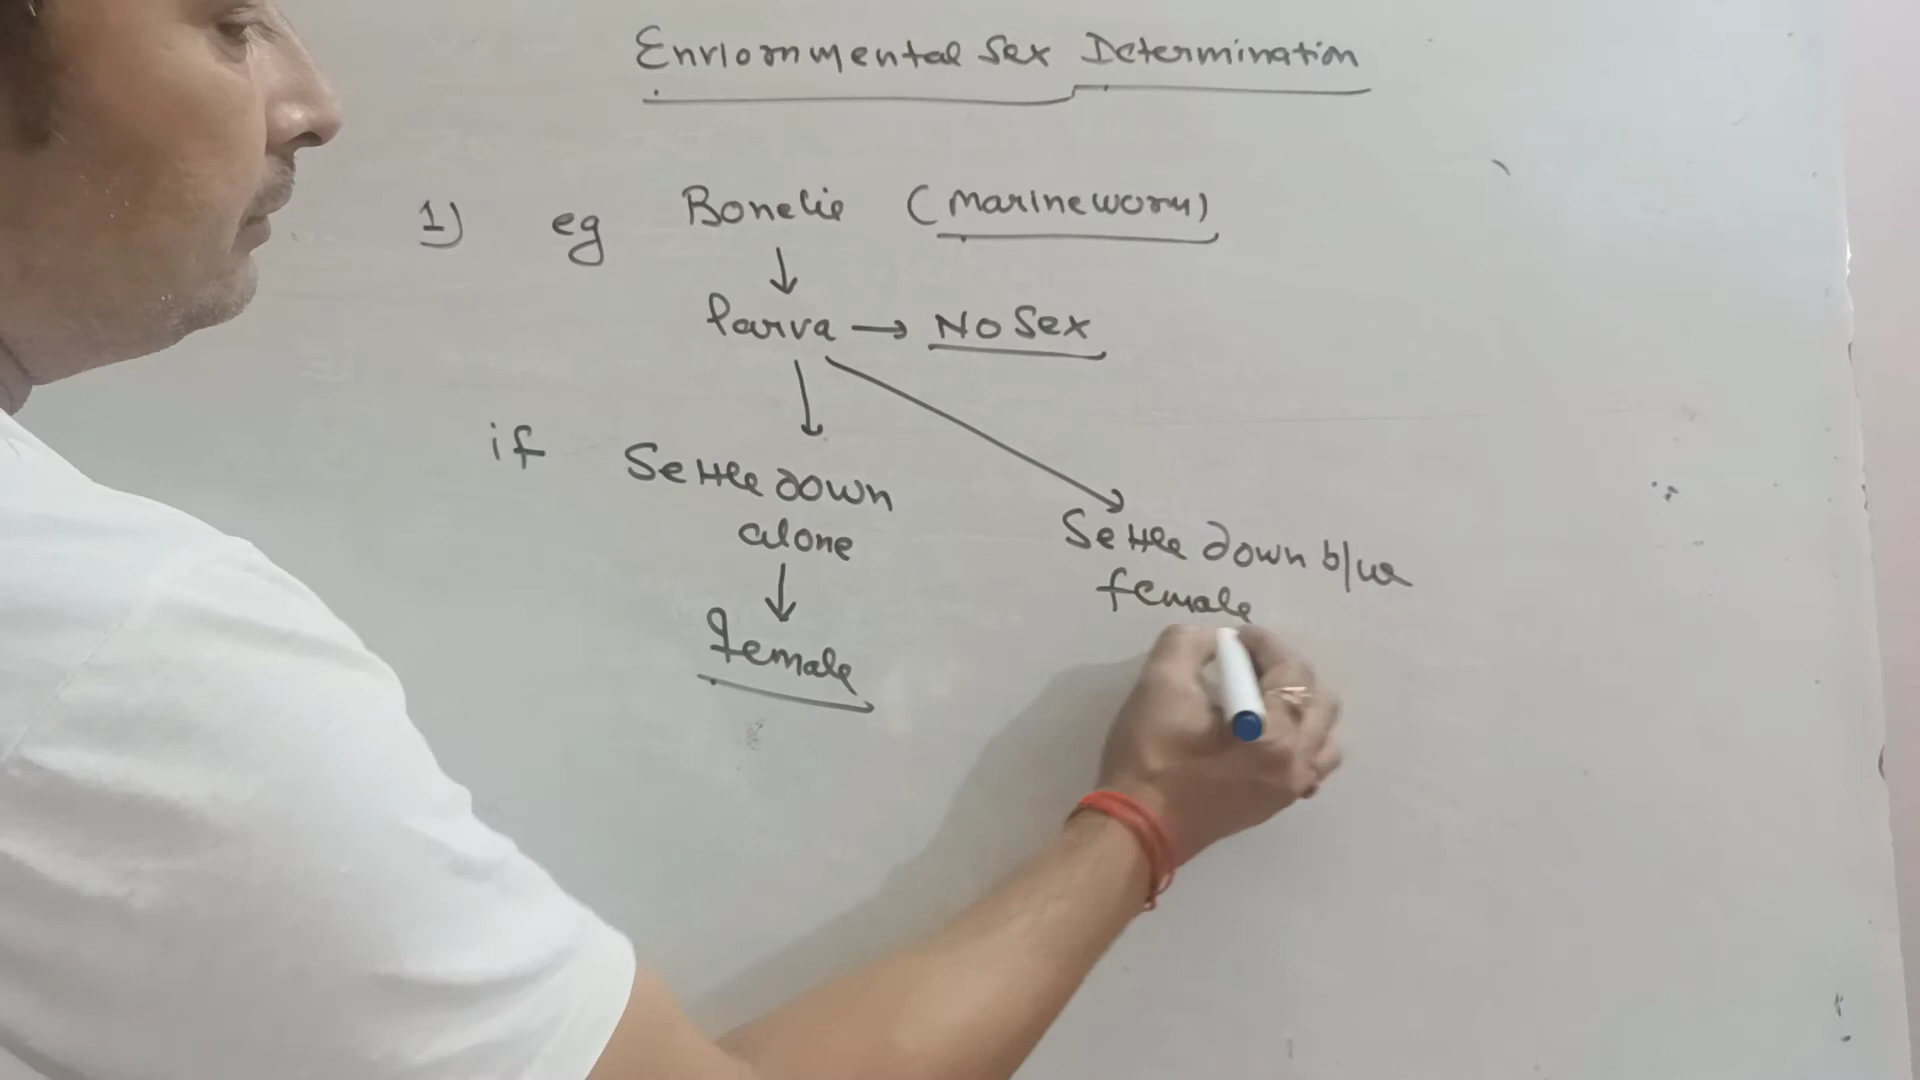 Enviornmental Sex Determination
1) eg Bonelie (Marineworm)
larva → No Sex
if Settle down
alone
Settle down b/w
female
female